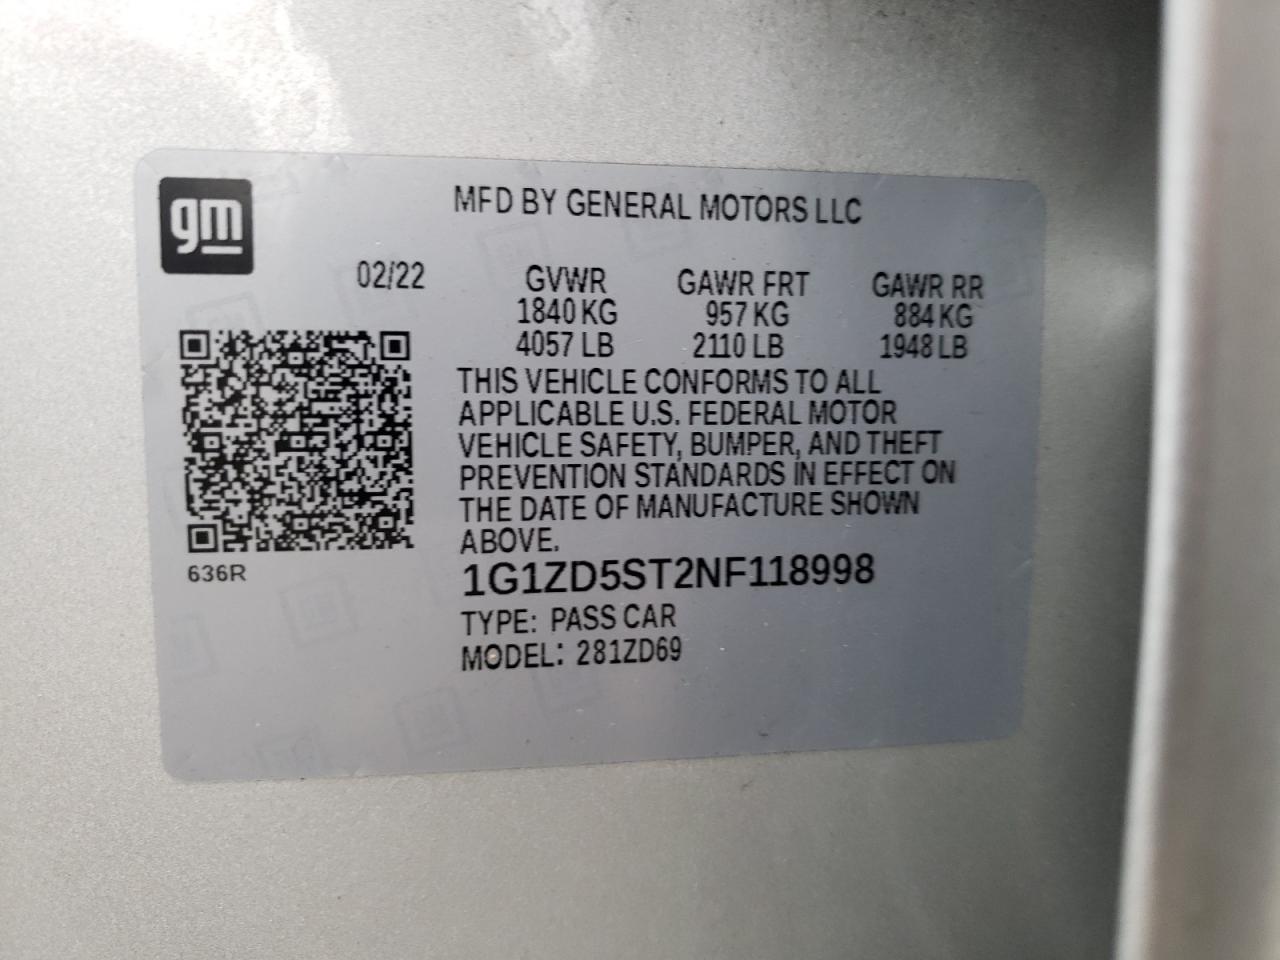 gm
MFD BY GENERAL MOTORS LLC
02/22 GVWR GAWR FRT GAWR RR
1840 KG 957 KG 884 KG
4057 LB 2110 LB 1948 LB
THIS VEHICLE CONFORMS TO ALL
APPLICABLE U.S. FEDERAL MOTOR
VEHICLE SAFETY, BUMPER, AND THEFT
PREVENTION STANDARDS IN EFFECT ON
THE DATE OF MANUFACTURE SHOWN
ABOVE.
636R
1G1ZD5ST2NF118998
TYPE: PASS CAR
MODEL: 281ZD69